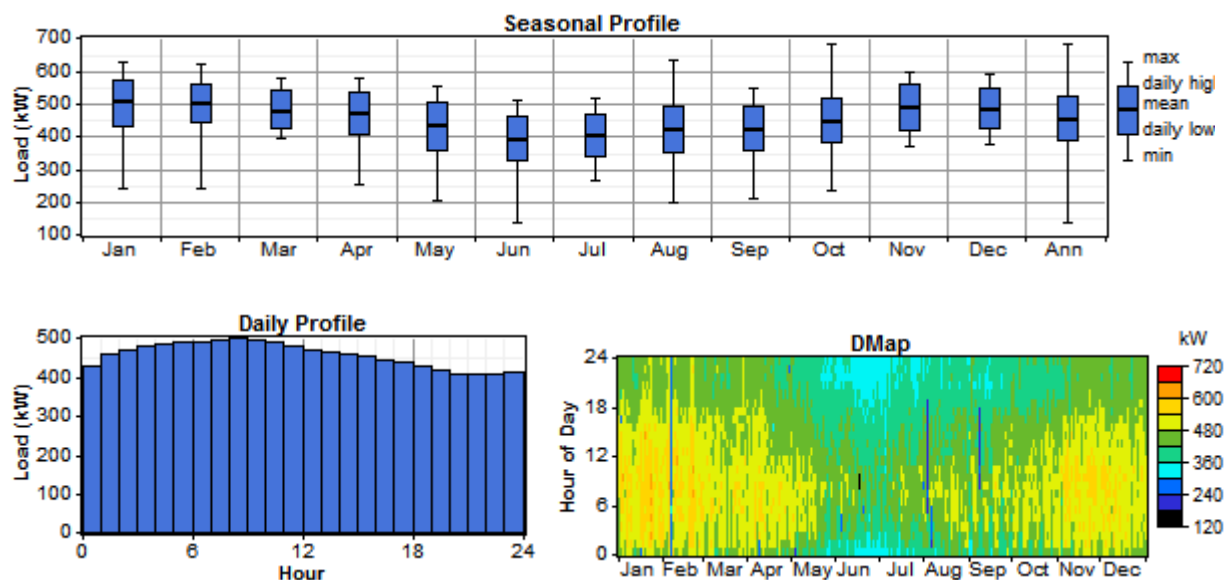 Seasonal Profile
700
600
500
400
300
200
100
Load (kW)
Jan Feb Mar Apr May Jun Jul Aug Sep Oct Nov Dec Ann
max
daily high
mean
daily low
min
Daily Profile
500
400
300
200
100
0
Load (kW)
0 6 12 18 24
Hour
DMap
24
18
12
6
0
Hour of Day
Jan Feb Mar Apr May Jun Jul Aug Sep Oct Nov Dec
kW
720
600
480
360
240
120